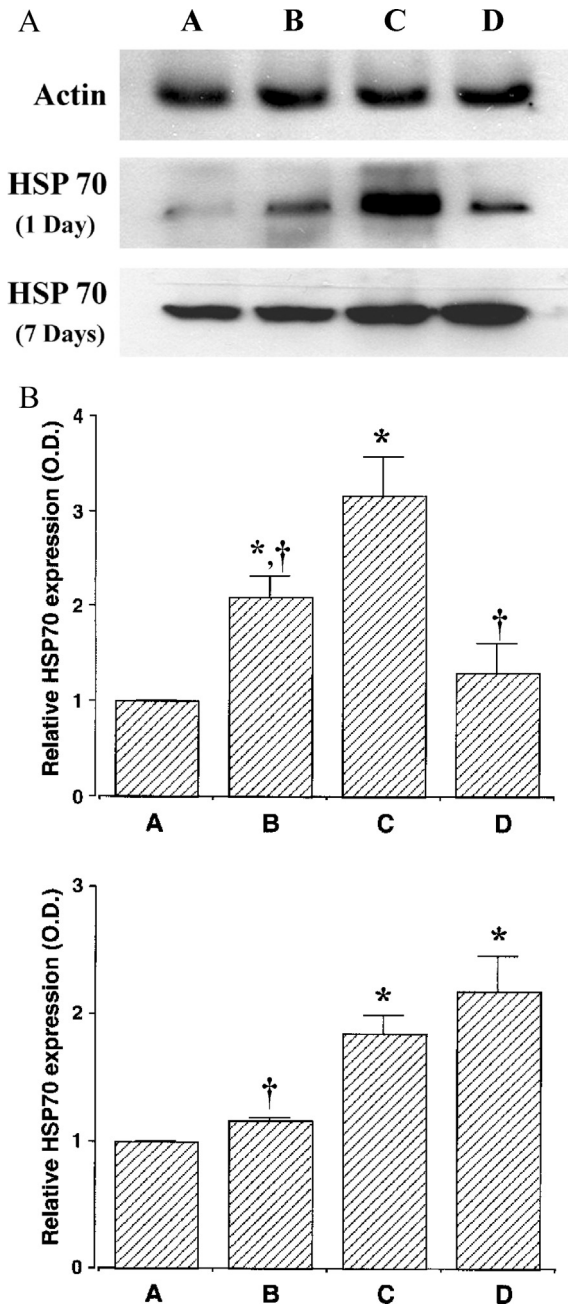 A
A B C D
Actin
HSP 70
(1 Day)
HSP 70
(7 Days)
B
Relative HSP70 expression (O.D.)
4
3
2
1
0
*,†
*
†
A B C D
Relative HSP70 expression (O.D.)
3
2
1
0
†
*
*
A B C D